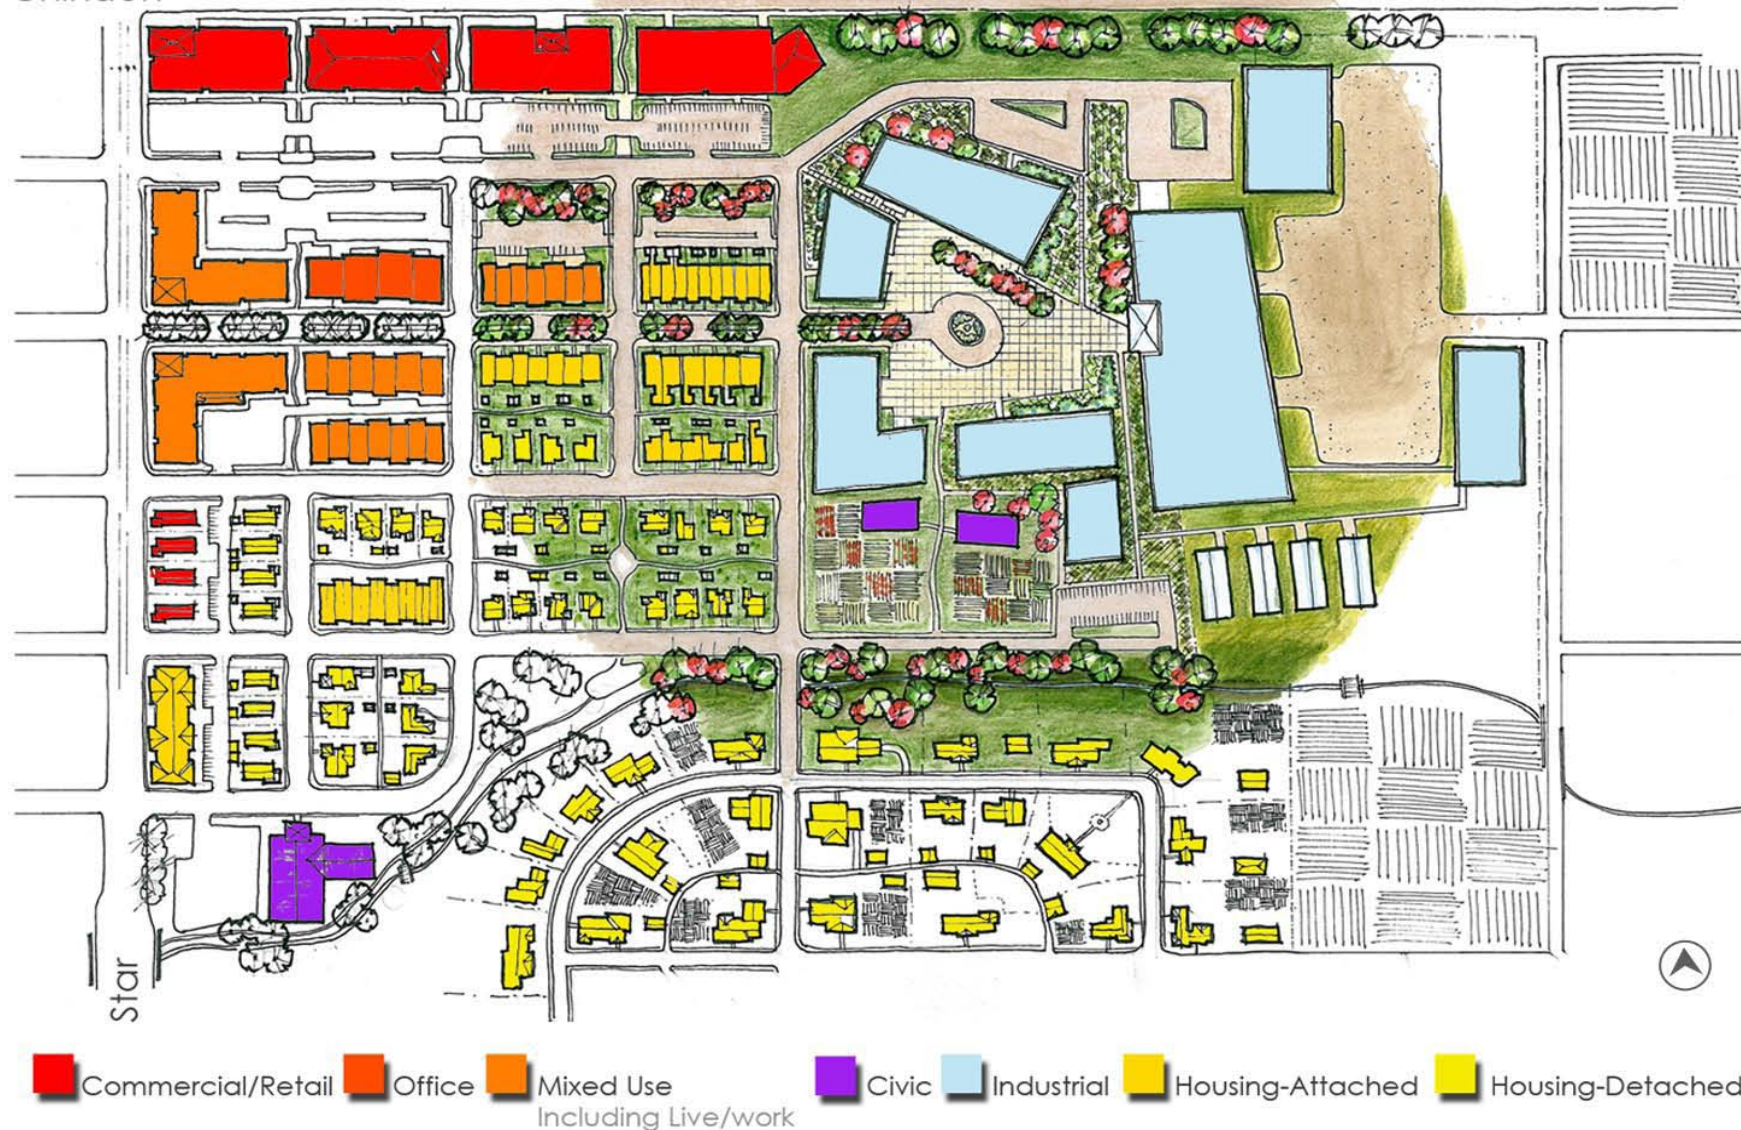 Star
Commercial/Retail
Office
Mixed Use
Including Live/work
Civic
Industrial
Housing-Attached
Housing-Detached